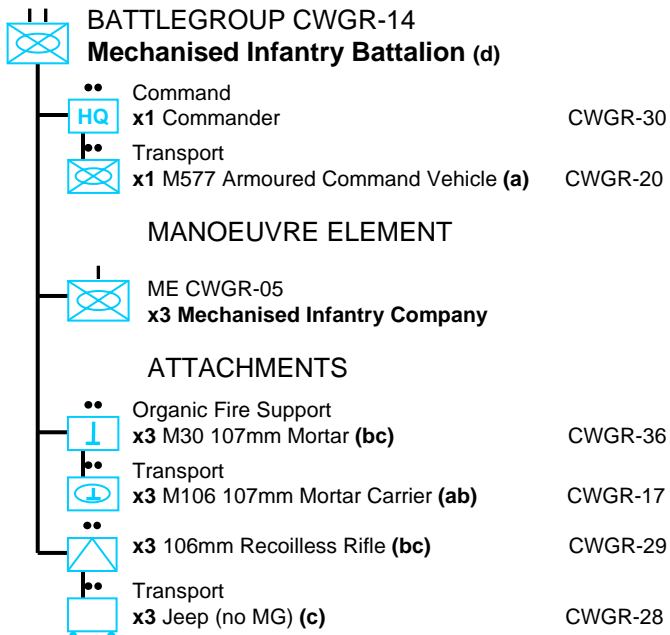 BATTLEGROUP CWGR-14
Mechanised Infantry Battalion (d)
Command
HQ x1 Commander CWGR-30
Transport
x1 M577 Armoured Command Vehicle (a) CWGR-20
MANOEUVRE ELEMENT
ME CWGR-05
x3 Mechanised Infantry Company
ATTACHMENTS
Organic Fire Support
x3 M30 107mm Mortar (bc) CWGR-36
Transport
x3 M106 107mm Mortar Carrier (ab) CWGR-17
x3 106mm Recoilless Rifle (bc) CWGR-29
Transport
x3 Jeep (no MG) (c) CWGR-28